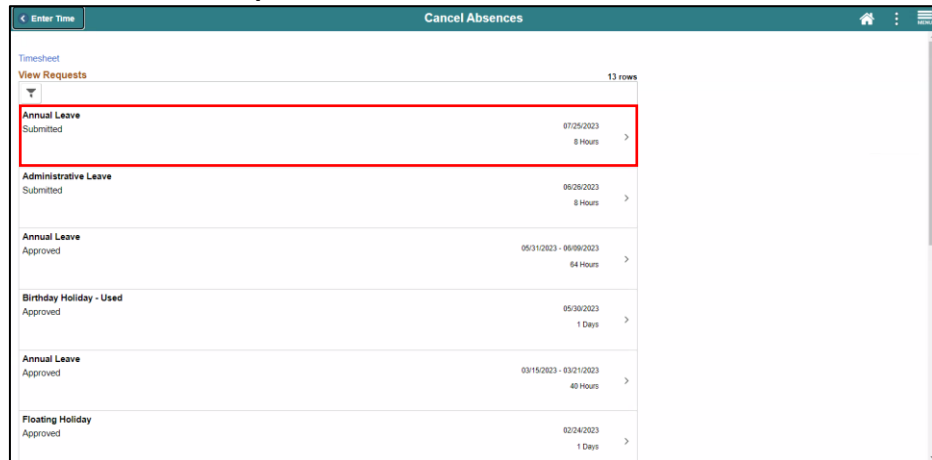 Enter Time
Cancel Absences
MENU
Timesheet
View Requests
13 rows
Annual Leave
Submitted
07/25/2023
8 Hours
Administrative Leave
Submitted
06/26/2023
8 Hours
Annual Leave
Approved
05/31/2023 - 06/09/2023
64 Hours
Birthday Holiday - Used
Approved
05/30/2023
1 Days
Annual Leave
Approved
03/15/2023 - 03/21/2023
40 Hours
Floating Holiday
Approved
02/24/2023
1 Days